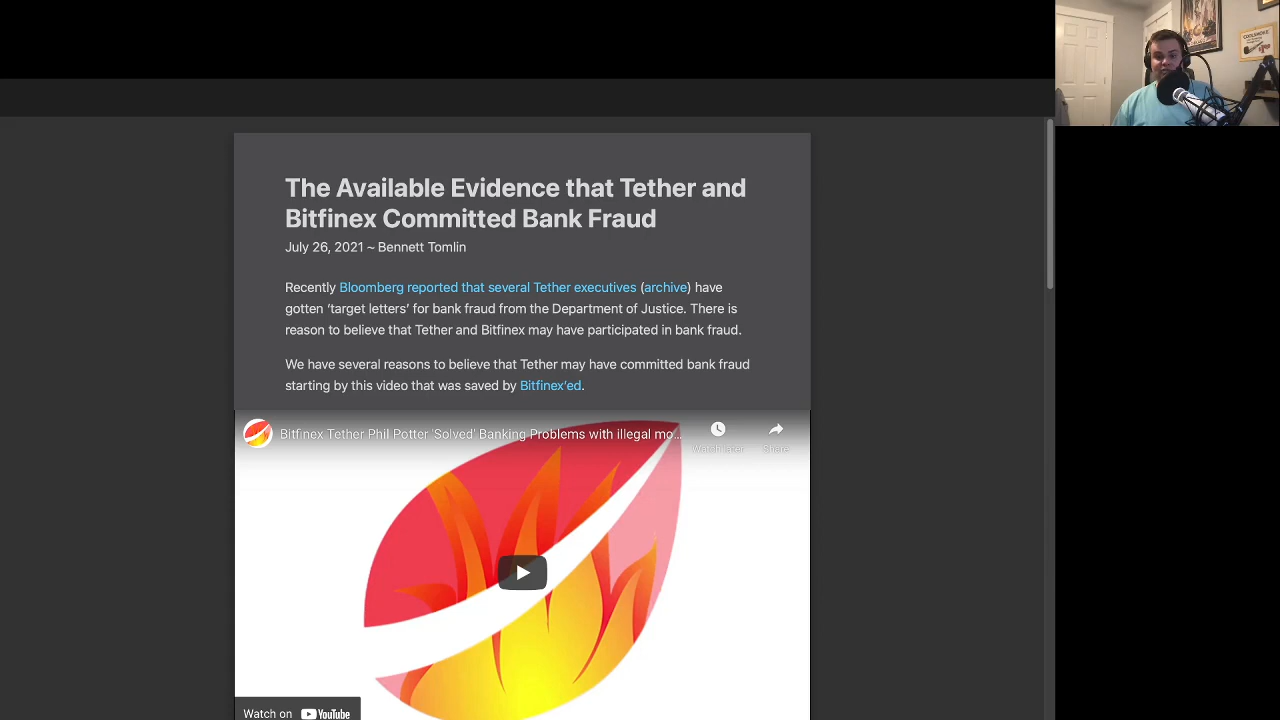 The Available Evidence that Tether and
Bitfinex Committed Bank Fraud
July 26, 2021 ~ Bennett Tomlin
Recently Bloomberg reported that several Tether executives (archive) have
gotten ‘target letters’ for bank fraud from the Department of Justice. There is
reason to believe that Tether and Bitfinex may have participated in bank fraud.
We have several reasons to believe that Tether may have committed bank fraud
starting by this video that was saved by Bitfinex’ed.
Bitfinex Tether Phil Potter 'Solved' Banking Problems with illegal mo...
Watch later
Share
Watch on YouTube